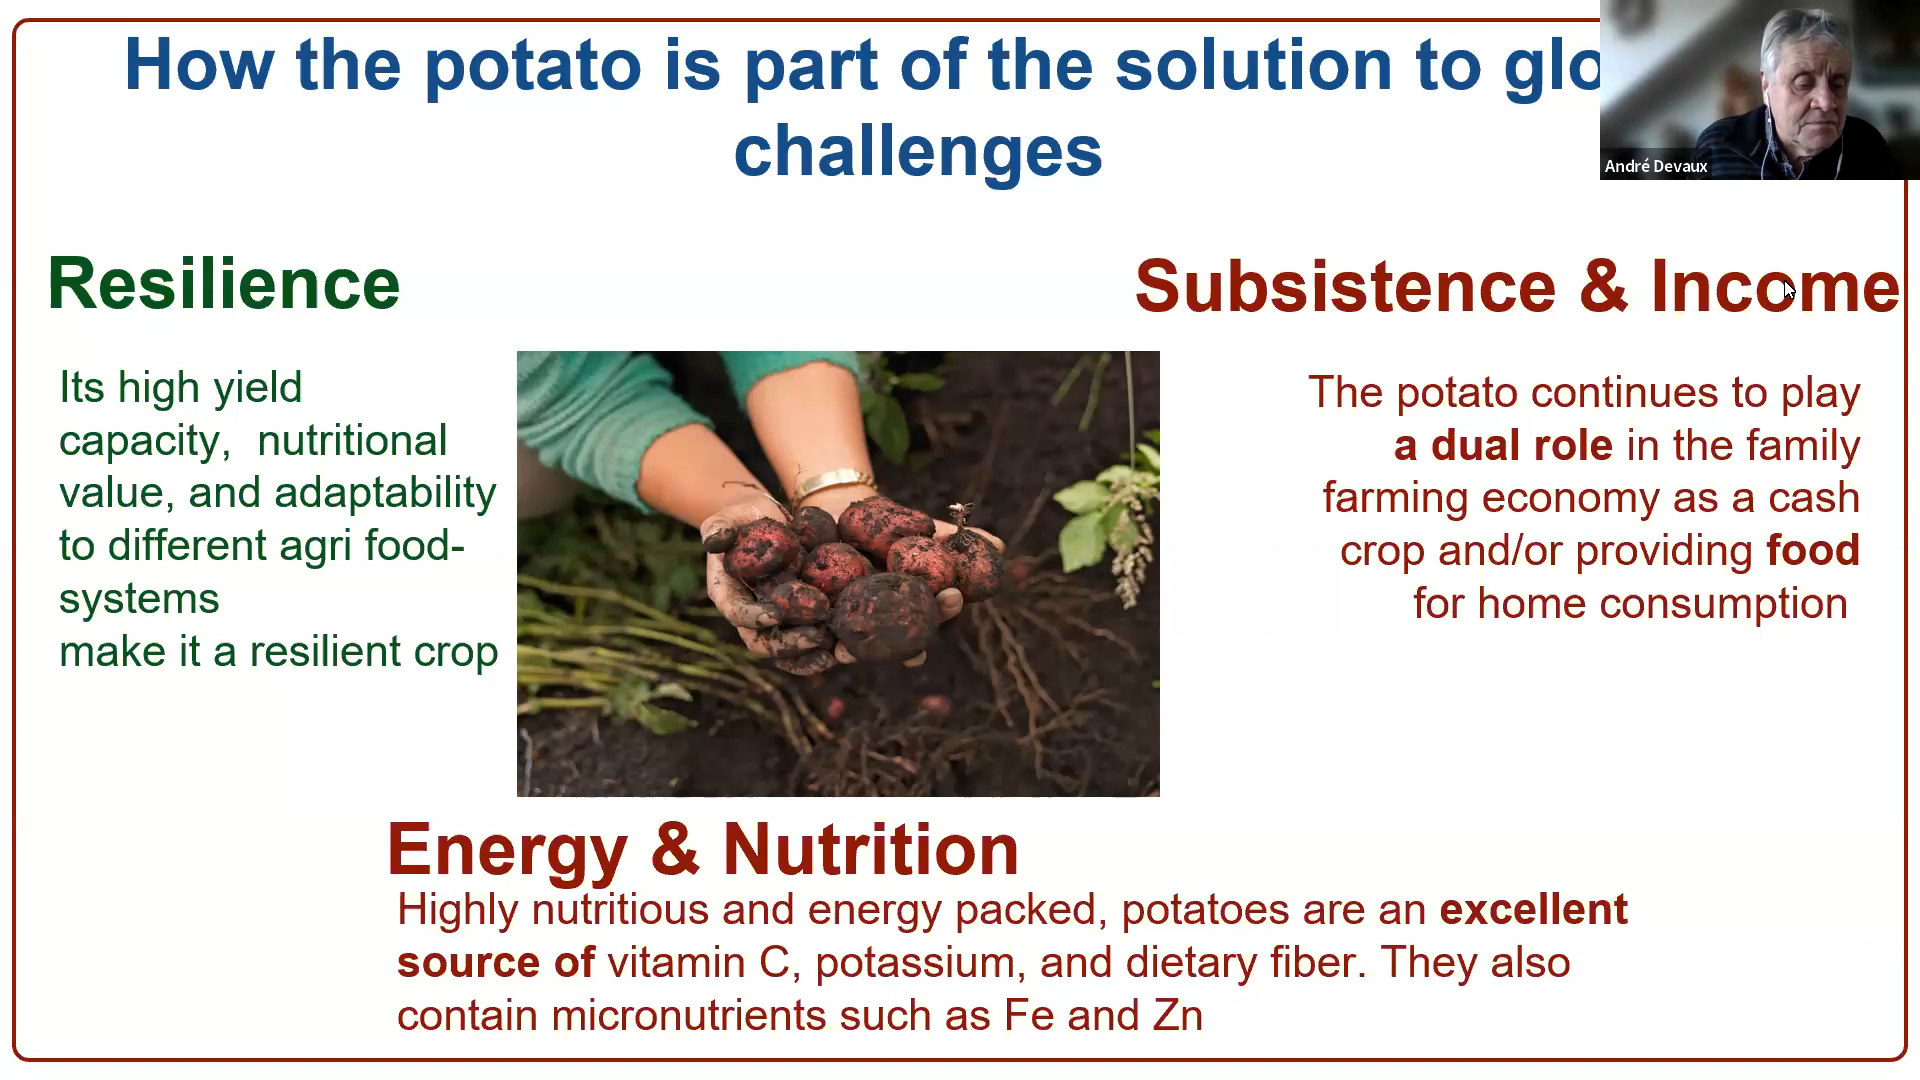 How the potato is part of the solution to glo
challenges
André Devaux
Resilience
Its high yield
capacity,  nutritional
value, and adaptability
to different agri food-
systems
make it a resilient crop
Subsistence & Income
The potato continues to play
a dual role in the family
farming economy as a cash
crop and/or providing food
for home consumption
Energy & Nutrition
Highly nutritious and energy packed, potatoes are an excellent
source of vitamin C, potassium, and dietary fiber. They also
contain micronutrients such as Fe and Zn